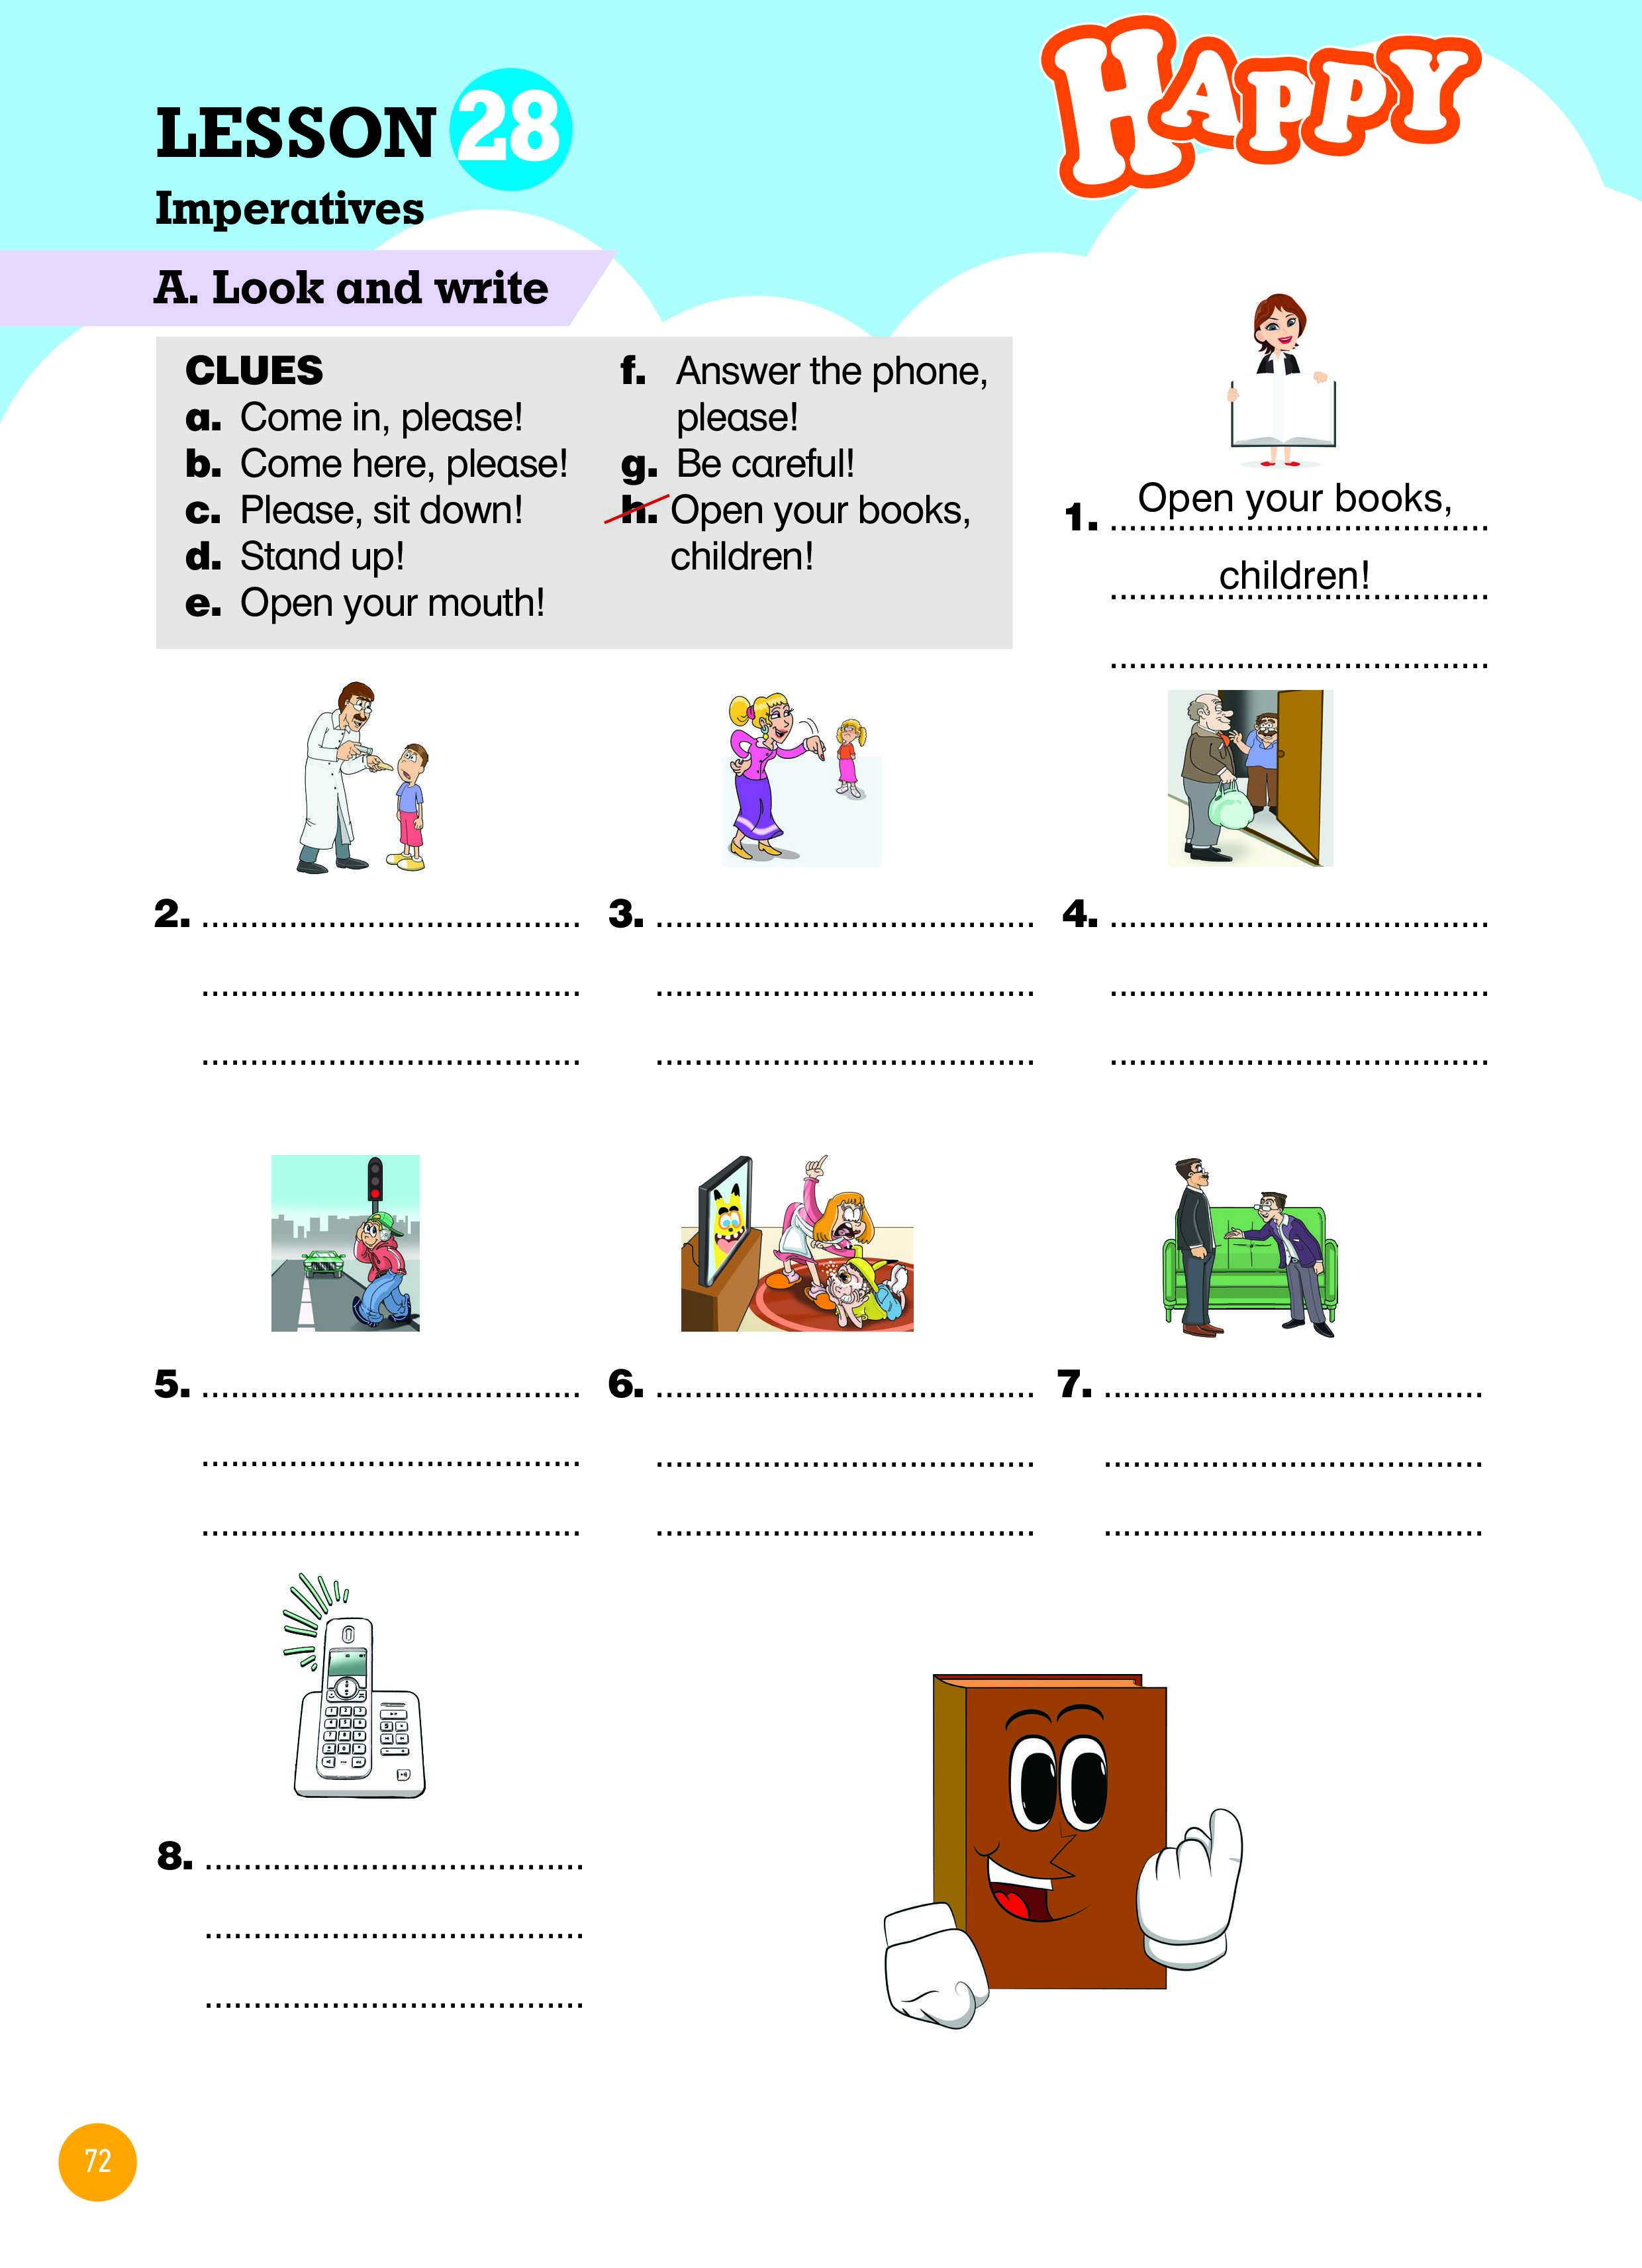 HAPPY
LESSON 28
Imperatives
A. Look and write
CLUES
a. Come in, please!
b. Come here, please!
c. Please, sit down!
d. Stand up!
e. Open your mouth!
f. Answer the phone,
please!
g. Be careful!
h. Open your books,
children!
1. Open your books,
children!
2.
3.
4.
5.
6.
7.
8.
72